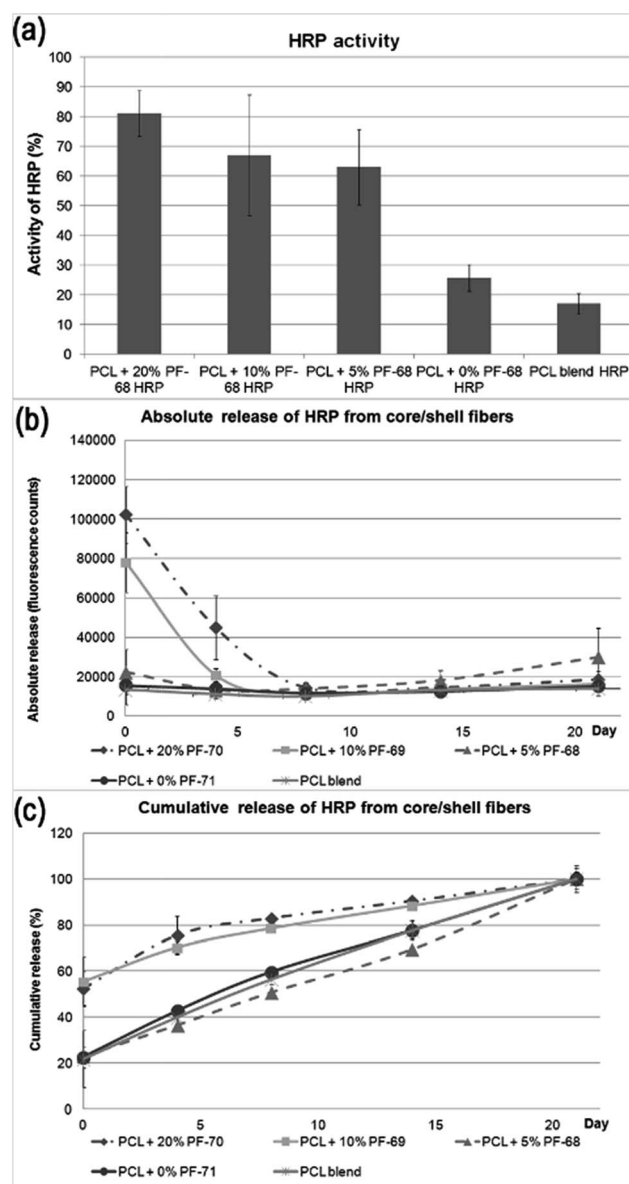 (a)
HRP activity
100
90
80
70
60
50
40
30
20
10
0
Activity of HRP (%)
PCL + 20% PF-
68 HRP
PCL + 10% PF-
68 HRP
PCL + 5% PF-68
HRP
PCL + 0% PF-68
HRP
PCL blend HRP
(b)
Absolute release of HRP from core/shell fibers
140000
120000
100000
80000
60000
40000
20000
0
Absolute release (fluorescence counts)
0 5 10 15 20 Day
PCL + 20% PF-70 PCL + 10% PF-69 PCL + 5% PF-68
PCL + 0% PF-71 PCL blend
(c)
Cumulative release of HRP from core/shell fibers
120
100
80
60
40
20
0
Cumulative release (%)
0 5 10 15 20 Day
PCL + 20% PF-70 PCL + 10% PF-69 PCL + 5% PF-68
PCL + 0% PF-71 PCL blend